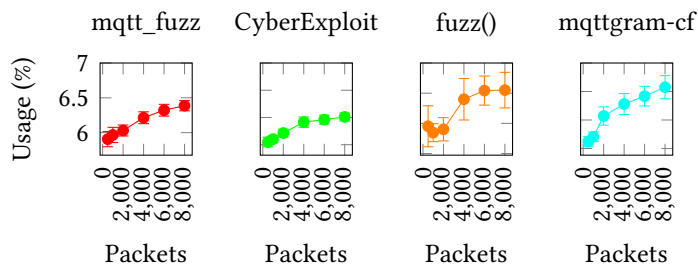 mqtt_fuzz CyberExploit fuzz() mqttgram-cf
Usage (%)
7
6.5
6
0 2,000 4,000 6,000 8,000 0 2,000 4,000 6,000 8,000 0 2,000 4,000 6,000 8,000 0 2,000 4,000 6,000 8,000
Packets Packets Packets Packets